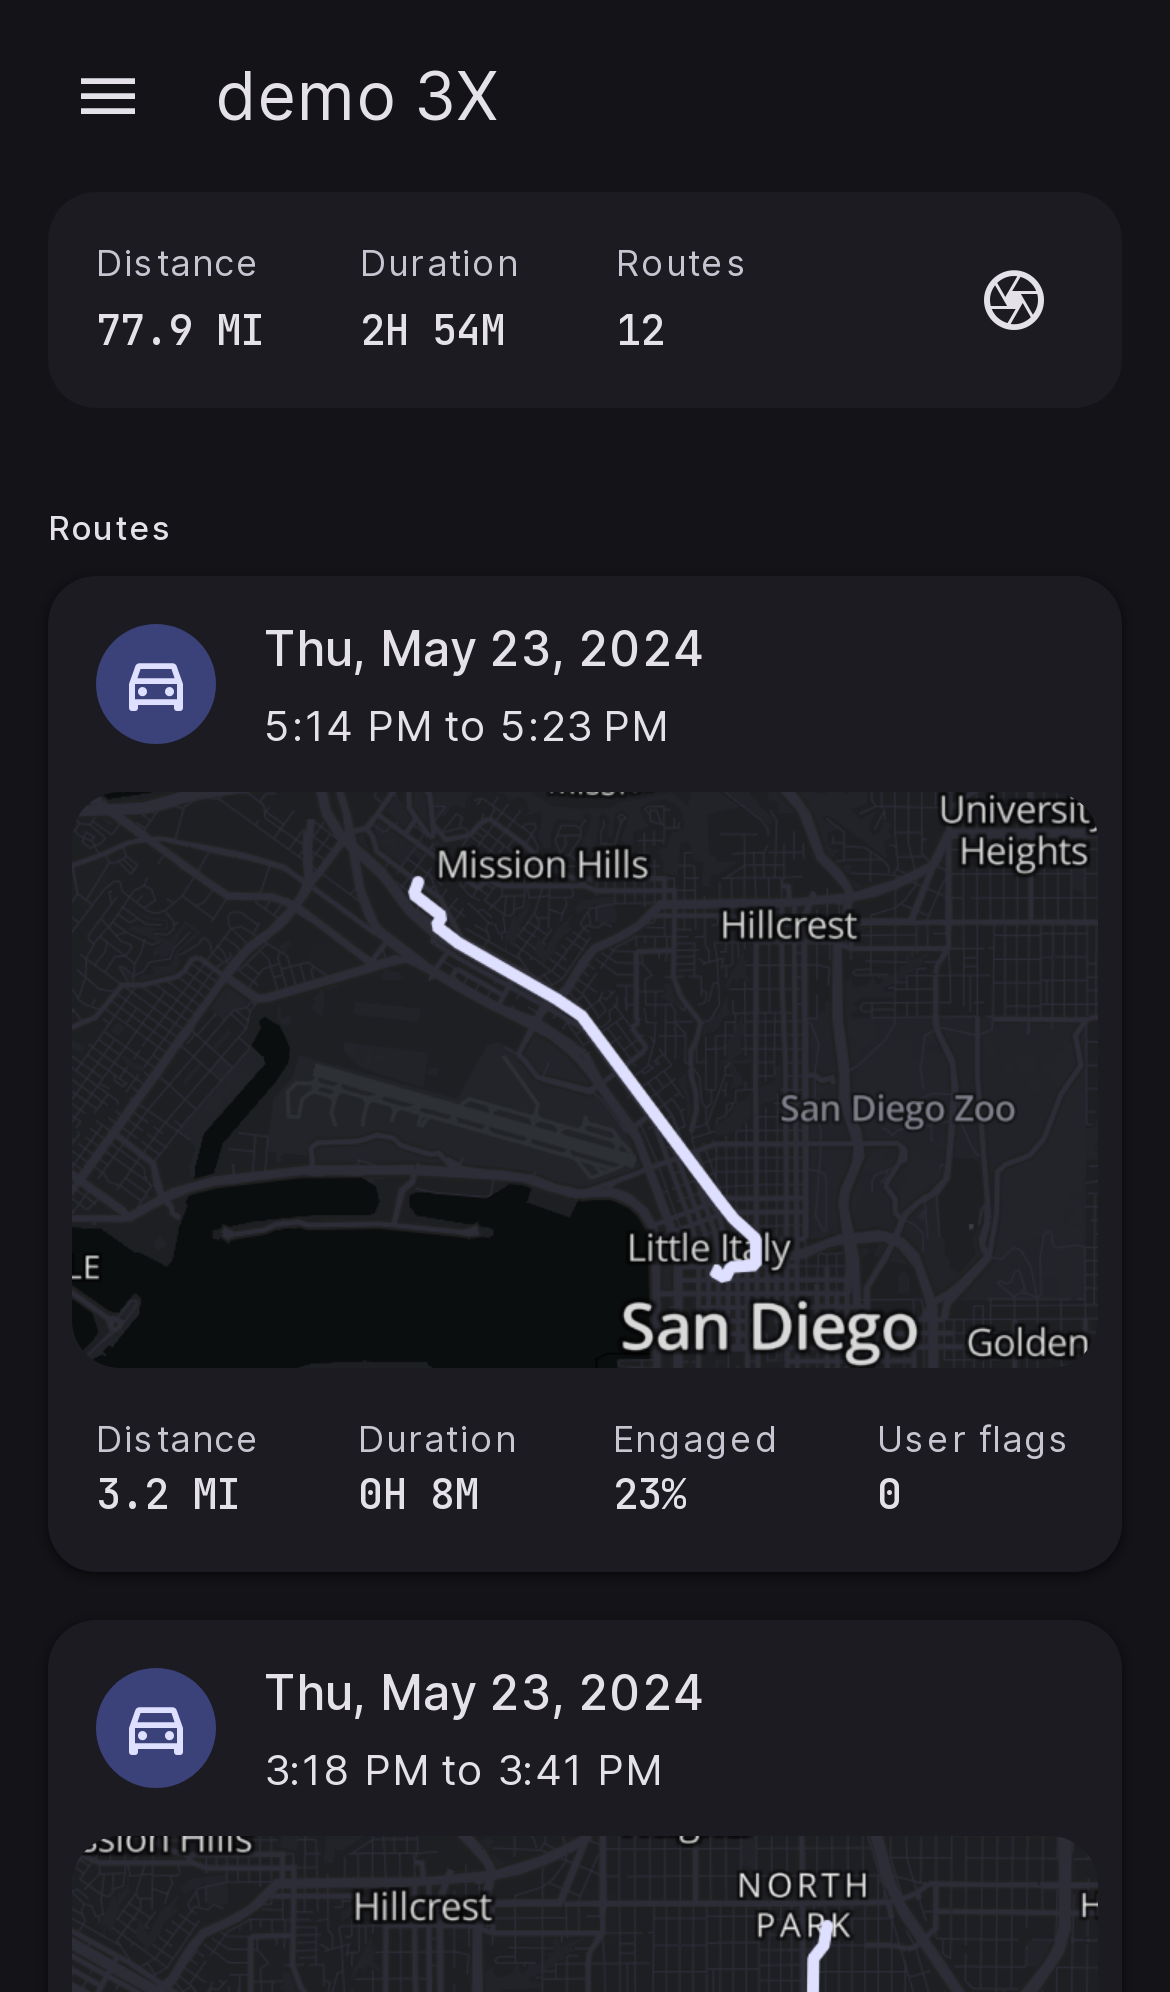 demo 3X
Distance Duration Routes
77.9 MI 2H 54M 12
Routes
Thu, May 23, 2024
5:14 PM to 5:23 PM
Heights
Mission Hills
Hillcrest
San Diego Zoo
Little Italy
LE
San Diego
Golden
Distance Duration Engaged User flags
3.2 MI 0H 8M 23% 0
Thu, May 23, 2024
3:18 PM to 3:41 PM
Hills
NORTH
Hillcrest
PARK